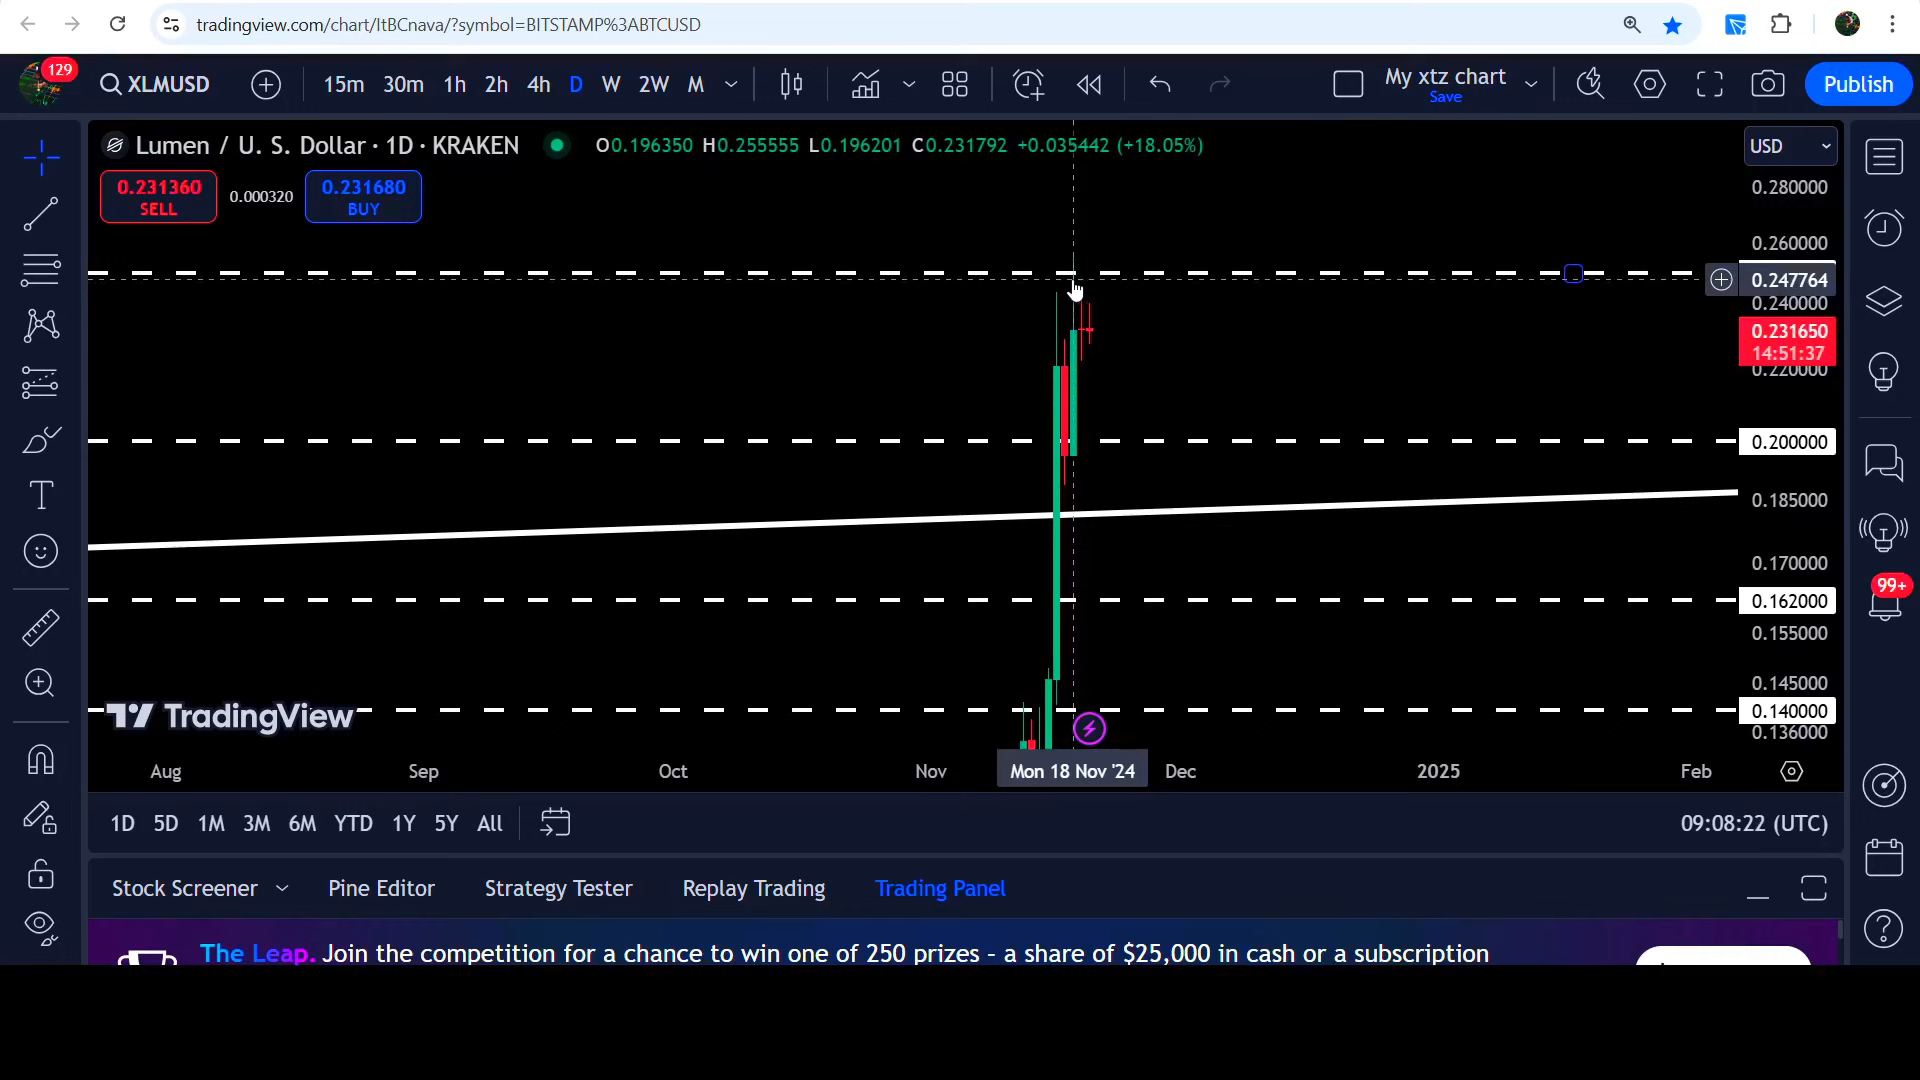 tradingview.com/chart/ItBCnava/?symbol=BITSTAMP%3ABTCUSD
129
XLMUSD
15m 30m 1h 2h 4h D W 2W M
My xtz chart
Save
Publish
Lumen / U. S. Dollar · 1D · KRAKEN
O0.196350 H0.255555 L0.196201 C0.231792 +0.035442 (+18.05%)
USD
0.231360
SELL
0.000320
0.231680
BUY
0.280000
0.260000
0.247764
0.240000
0.231650
14:51:37
0.220000
0.200000
0.185000
0.170000
0.162000
0.155000
0.145000
0.140000
0.136000
99+
TradingView
Aug Sep Oct Nov Mon 18 Nov '24 Dec 2025 Feb
1D 5D 1M 3M 6M YTD 1Y 5Y All
09:08:22 (UTC)
Stock Screener Pine Editor Strategy Tester Replay Trading Trading Panel
The Leap. Join the competition for a chance to win one of 250 prizes - a share of $25,000 in cash or a subscription